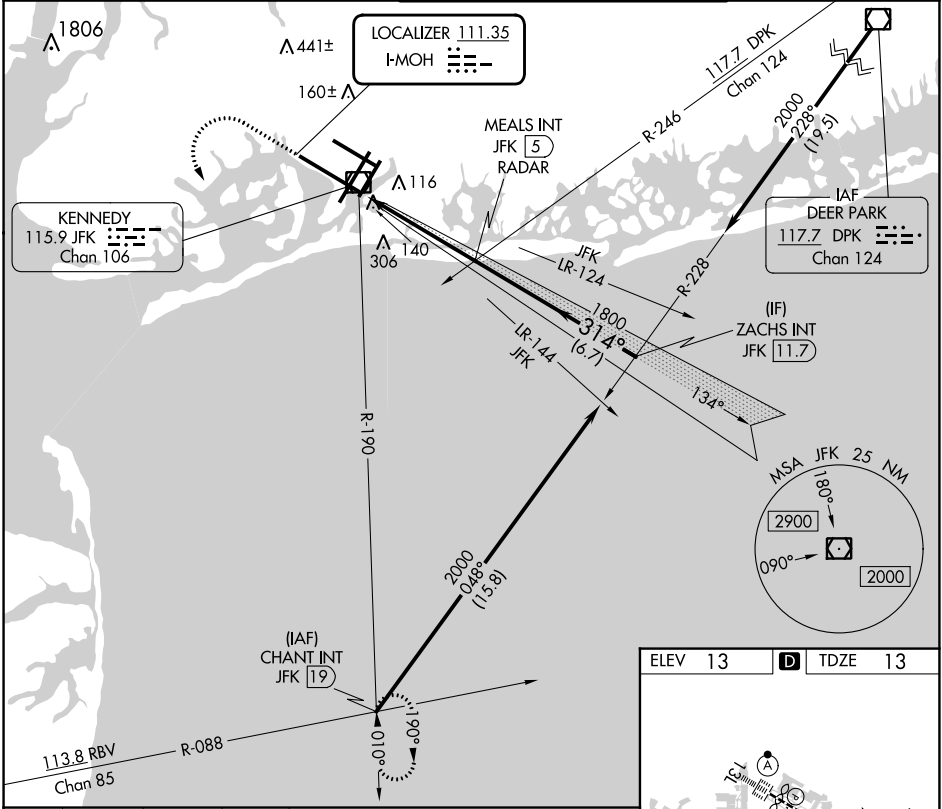 1806
441±
LOCALIZER 111.35
I-MOH
160±
117.7 DPK
Chan 124
R-246
2000
228°
(19.5)
MEALS INT
JFK 5
RADAR
116
KENNEDY
115.9 JFK
Chan 106
140
306
IAF
DEER PARK
117.7 DPK
Chan 124
JFK
LR-124
R-228
1800
314°
(6.7)
(IF)
ZACHS INT
JFK 11.7
LR-144
JFK
134°
R-190
MSA JFK 25 NM
180°
2900
090°
2000
2000
048°
(15.8)
(IAF)
CHANT INT
JFK 19
190°
010°
113.8 RBV
Chan 85
R-088
ELEV 13 D TDZE 13
A
13L
P